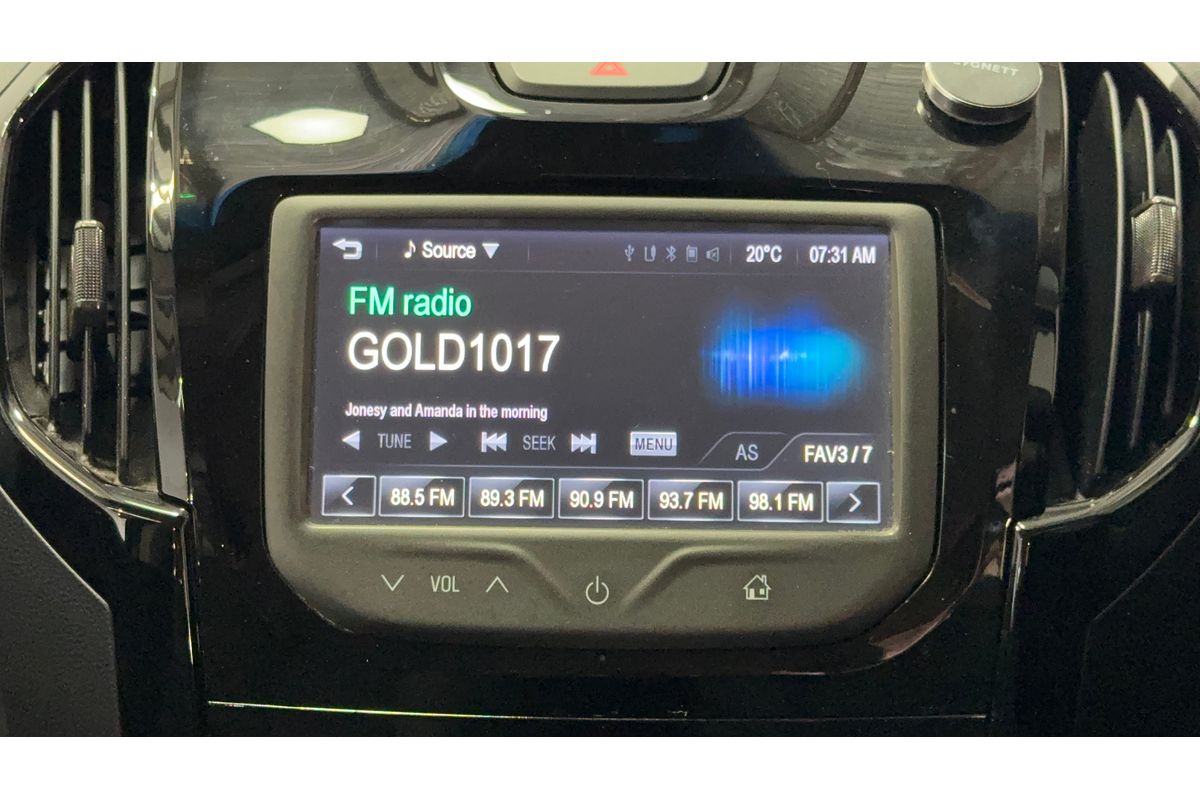 CYGNETT
Source 20°C 07:31 AM
FM radio
GOLD1017
Jonesy and Amanda in the morning
TUNE SEEK MENU AS FAV3 / 7
88.5 FM 89.3 FM 90.9 FM 93.7 FM 98.1 FM
VOL